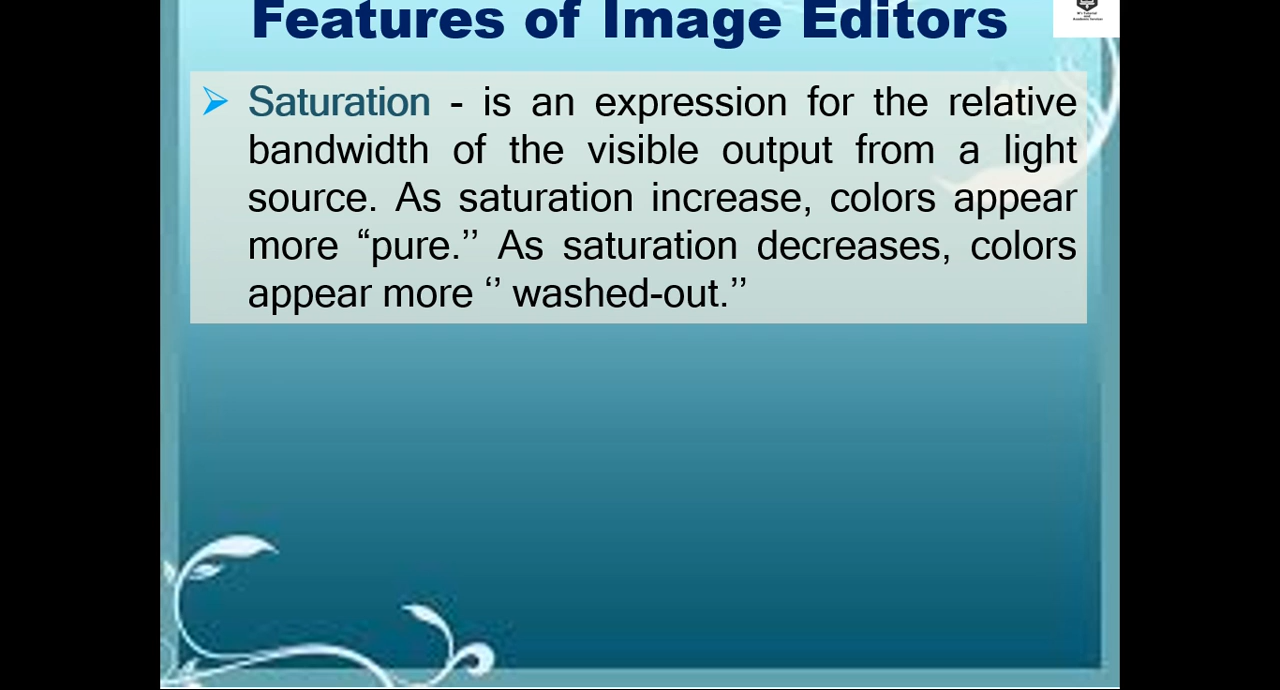 Features of Image Editors
Saturation - is an expression for the relative
bandwidth of the visible output from a light
source. As saturation increase, colors appear
more “pure.’’ As saturation decreases, colors
appear more ‘’ washed-out.’’